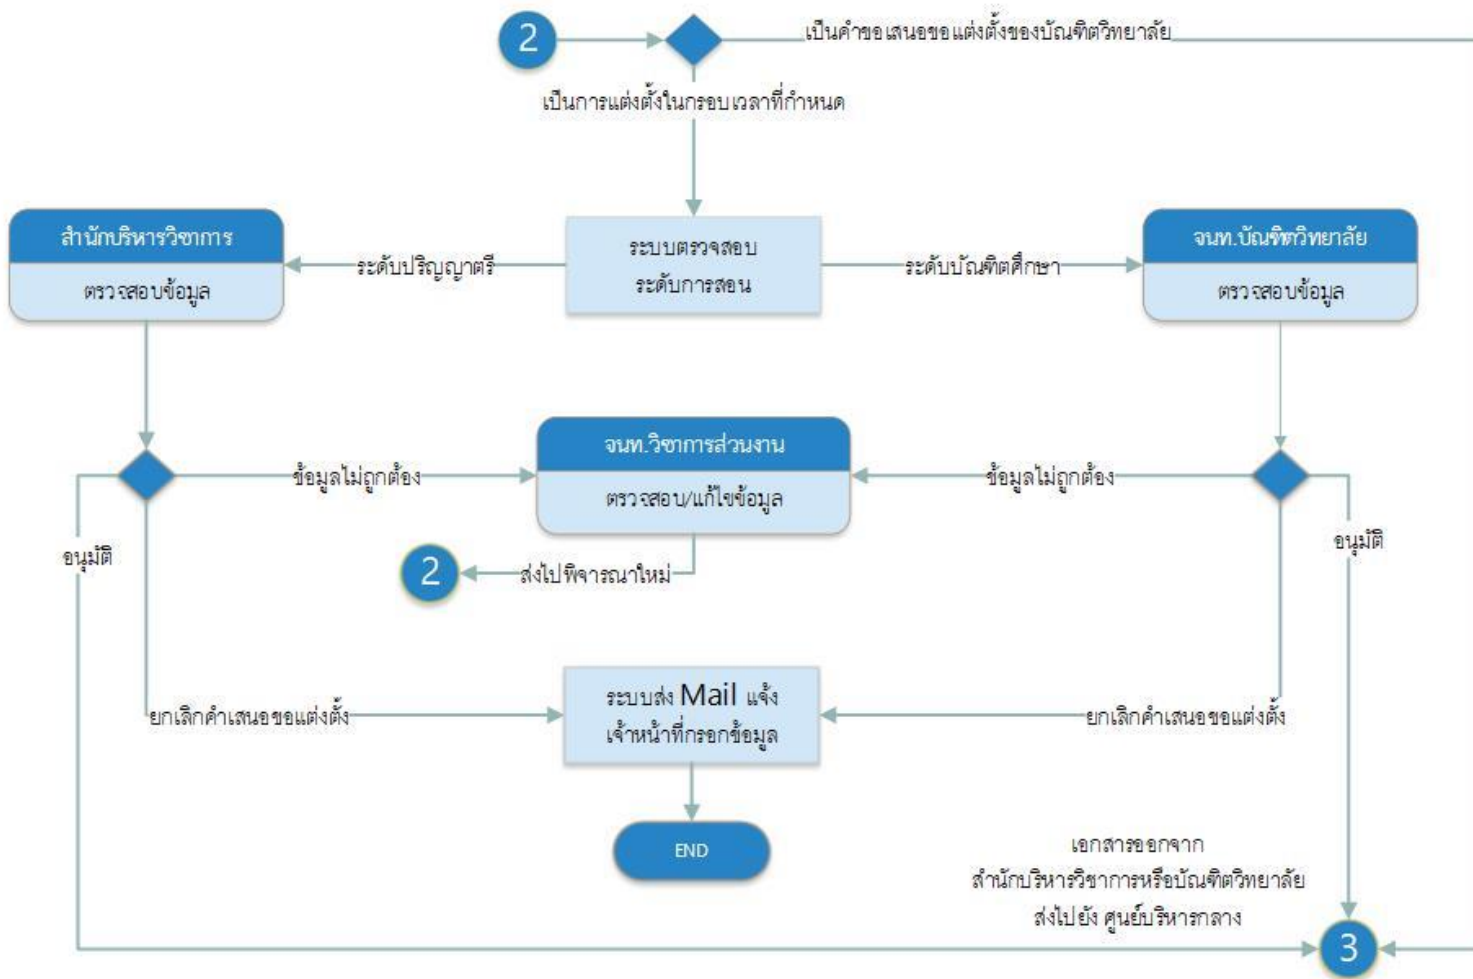 2
เป็นคำขอเสนอขอแต่งตั้งของบัณฑิตวิทยาลัย
เป็นการแต่งตั้งในกรอบเวลาที่กำหนด
สำนักบริหารวิชาการ
ตรวจสอบข้อมูล
ระดับปริญญาตรี
ระบบตรวจสอบ
ระดับการสอน
ระดับบัณฑิตศึกษา
จนท.บัณฑิตวิทยาลัย
ตรวจสอบข้อมูล
ข้อมูลไม่ถูกต้อง
จนท.วิชาการส่วนงาน
ตรวจสอบ/แก้ไขข้อมูล
ข้อมูลไม่ถูกต้อง
อนุมัติ
2
ส่งไปพิจารณาใหม่
อนุมัติ
ยกเลิกคำเสนอขอแต่งตั้ง
ระบบส่ง Mail แจ้ง
เจ้าหน้าที่กรอกข้อมูล
ยกเลิกคำเสนอขอแต่งตั้ง
END
เอกสารออกจาก
สำนักบริหารวิชาการหรือบัณฑิตวิทยาลัย
ส่งไปยัง ศูนย์บริหารกลาง
3